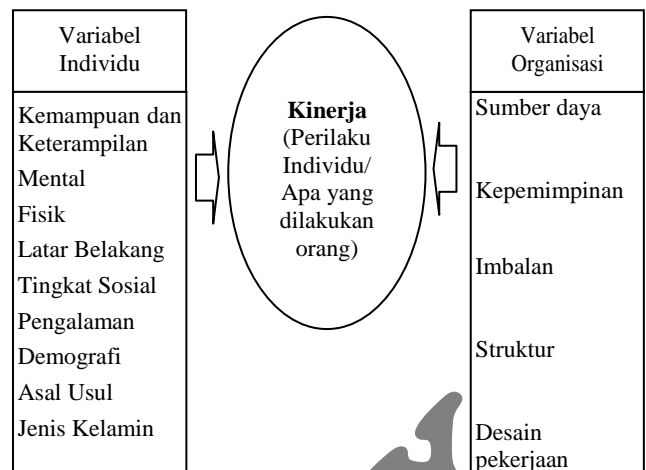 Variabel
Individu
Kemampuan dan
Keterampilan
Mental
Fisik
Latar Belakang
Tingkat Sosial
Pengalaman
Demografi
Asal Usul
Jenis Kelamin
Kinerja
(Perilaku
Individu/
Apa yang
dilakukan
orang)
Variabel
Organisasi
Sumber daya
Kepemimpinan
Imbalan
Struktur
Desain
pekerjaan